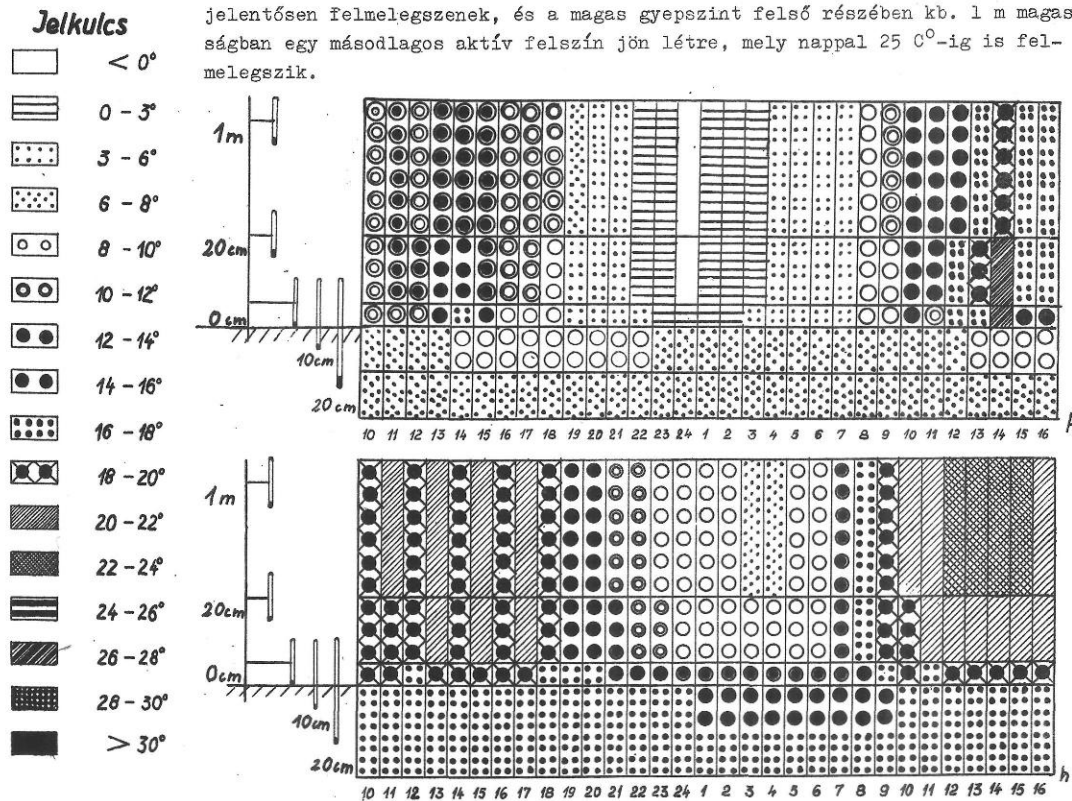 jelentősen felmelegszenek, és a magas gyepszint felső részében kb. 1 m magas
ságban egy másodlagos aktív felszín jön létre, mely nappal 25 C°-ig is fel-
melegszik.
Jelkulcs
< 0°
0 - 3°
3 - 6°
6 - 8°
8 - 10°
10 - 12°
12 - 14°
14 - 16°
16 - 18°
18 - 20°
20 - 22°
22 - 24°
24 - 26°
26 - 28°
28 - 30°
> 30°
1m
20cm
0cm
10cm
20cm
10 11 12 13 14 15 16 17 18 19 20 21 22 23 24 1 2 3 4 5 6 7 8 9 10 11 12 13 14 15 16
1m
20cm
0cm
10cm
20cm
h
10 11 12 13 14 15 16 17 18 19 20 21 22 23 24 1 2 3 4 5 6 7 8 9 10 11 12 13 14 15 16